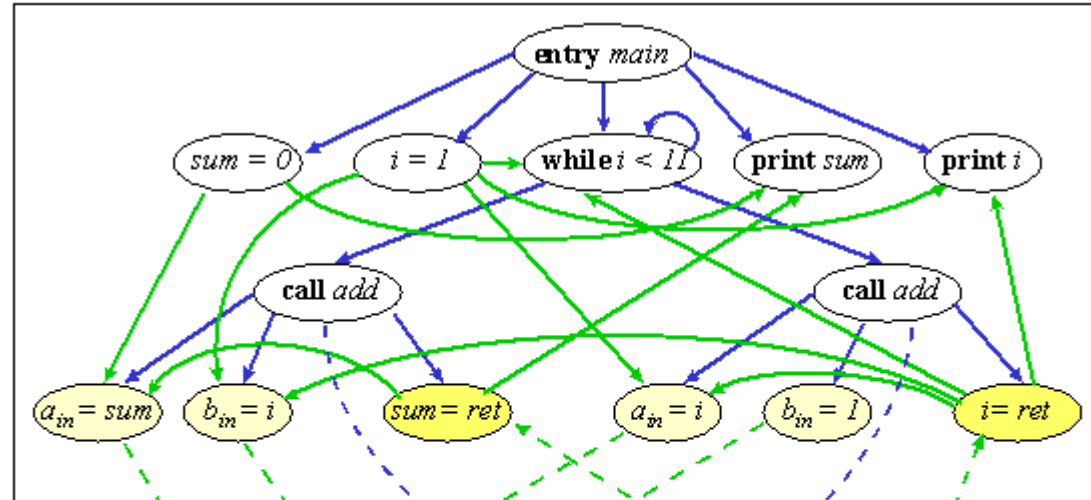 entry main
sum = 0
i = 1
while i < 11
print sum
print i
call add
call add
a_in = sum
b_in = i
sum = ret
a_in = i
b_in = 1
i = ret